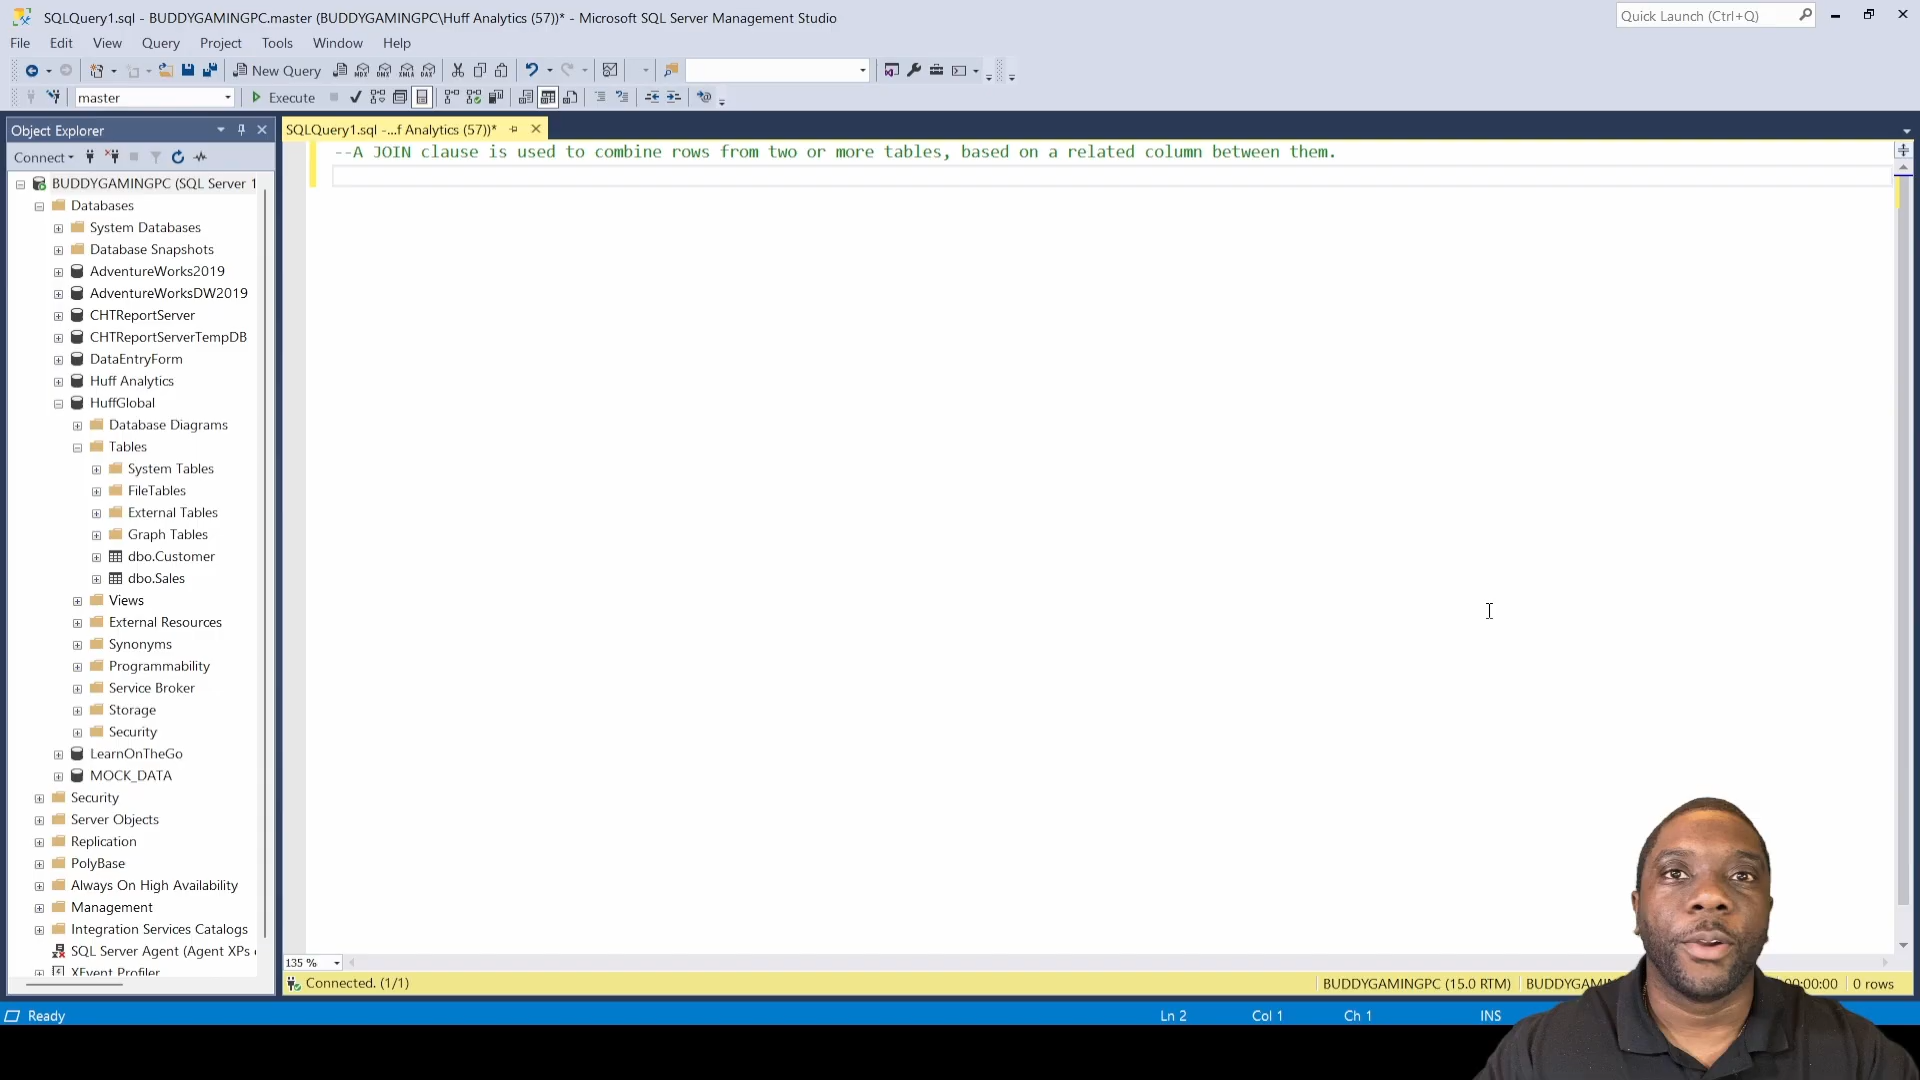 SQLQuery1.sql - BUDDYGAMINGPC.master (BUDDYGAMINGPC\Huff Analytics (57))* - Microsoft SQL Server Management Studio
Quick Launch (Ctrl+Q)
File Edit View Query Project Tools Window Help
New Query
master
Execute
Object Explorer
SQLQuery1.sql -...f Analytics (57))*
Connect
--A JOIN clause is used to combine rows from two or more tables, based on a related column between them.
BUDDYGAMINGPC (SQL Server 1
Databases
System Databases
Database Snapshots
AdventureWorks2019
AdventureWorksDW2019
CHTReportServer
CHTReportServerTempDB
DataEntryForm
Huff Analytics
HuffGlobal
Database Diagrams
Tables
System Tables
FileTables
External Tables
Graph Tables
dbo.Customer
dbo.Sales
Views
External Resources
Synonyms
Programmability
Service Broker
Storage
Security
LearnOnTheGo
MOCK_DATA
Security
Server Objects
Replication
PolyBase
Always On High Availability
Management
Integration Services Catalogs
SQL Server Agent (Agent XPs
XEvent Profiler
135 %
Connected. (1/1)
BUDDYGAMINGPC (15.0 RTM)
BUDDYGAMIN
00:00:00
0 rows
Ready
Ln 2
Col 1
Ch 1
INS